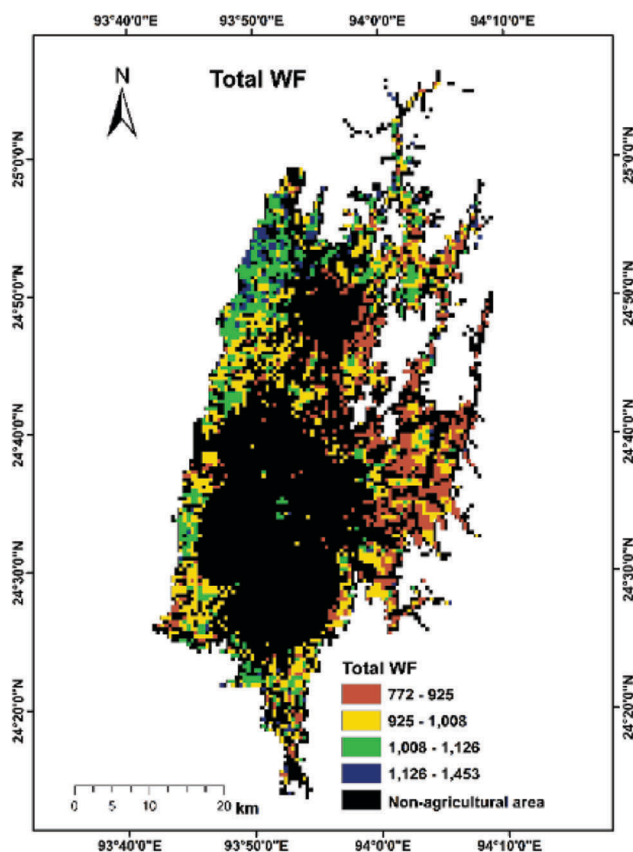 93°40'0"E 93°50'0"E 94°0'0"E 94°10'0"E
N
Total WF
25°0'0"N 25°0'0"N
24°50'0"N 24°50'0"N
24°40'0"N 24°40'0"N
24°30'0"N 24°30'0"N
24°20'0"N 24°20'0"N
Total WF
772 - 925
925 - 1,008
1,008 - 1,126
1,126 - 1,453
Non-agricultural area
0 5 10 15 20
km
93°40'0"E 93°50'0"E 94°0'0"E 94°10'0"E